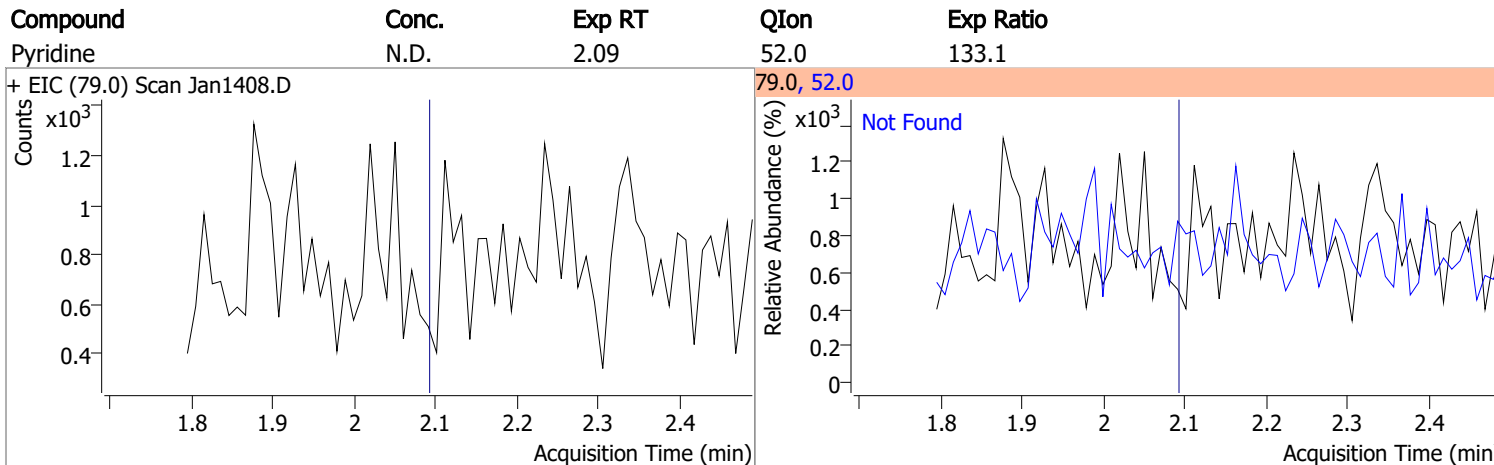 Compound Conc. Exp RT QIon Exp Ratio
Pyridine N.D. 2.09 52.0 133.1
+ EIC (79.0) Scan Jan1408.D
Counts
x10³
1.2
1
0.8
0.6
0.4
1.8 1.9 2 2.1 2.2 2.3 2.4
Acquisition Time (min)
79.0, 52.0
Relative Abundance (%)
x10³
Not Found
1.2
1
0.8
0.6
0.4
0.2
0
1.8 1.9 2 2.1 2.2 2.3 2.4
Acquisition Time (min